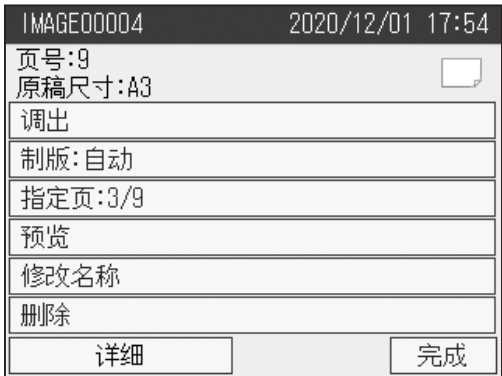 IMAGE00004 2020/12/01 17:54
页号:9
原稿尺寸:A3
调出
制版:自动
指定页:3/9
预览
修改名称
删除
详细 完成